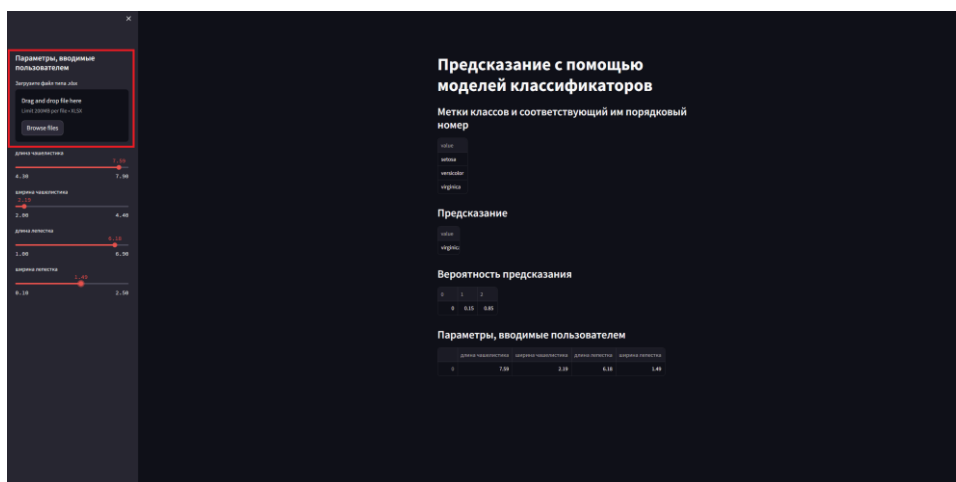 ×
Параметры, вводимые
пользователем
Загрузите файл типа .xlsx
Drag and drop file here
Limit 200MB per file • XLSX
Browse files
длина чашелистика
7.59
4.30 7.90
ширина чашелистика
2.19
2.00 4.40
длина лепестка
6.16
1.00 6.90
ширина лепестка
1.49
0.10 2.50
Предсказание с помощью
моделей классификаторов
Метки классов и соответствующий им порядковый
номер
value
setosa
versicolor
virginica
Предсказание
value
virginic
Вероятность предсказания
0 1 2
0 0.15 0.85
Параметры, вводимые пользователем
длина чашелистика ширина чашелистика длина лепестка ширина лепестка
0 7.59 2.19 6.16 1.49